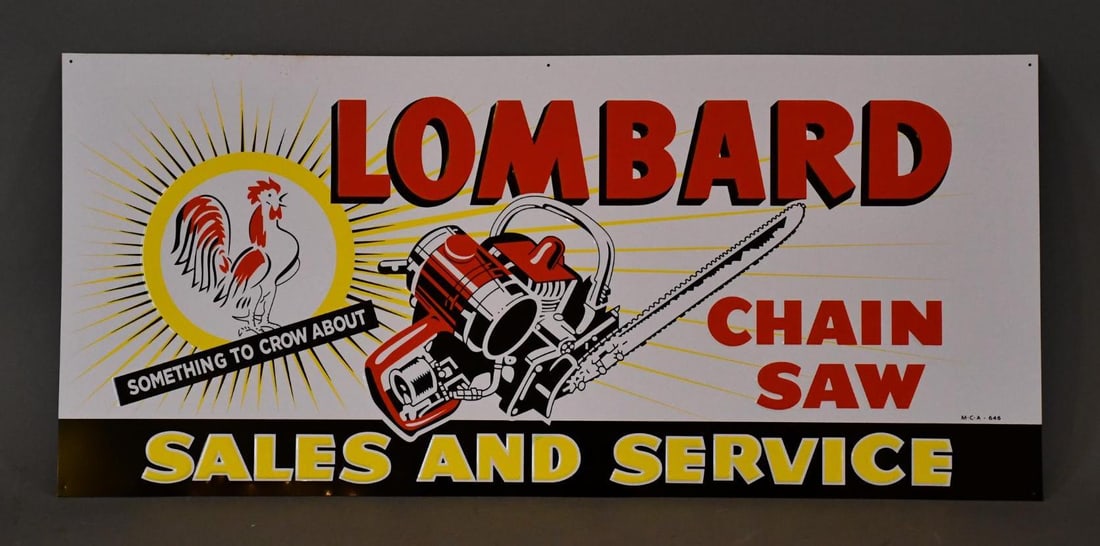 LOMBARD
SOMETHING TO CROW ABOUT
CHAIN
SAW
M-C-A - 646
SALES AND SERVICE